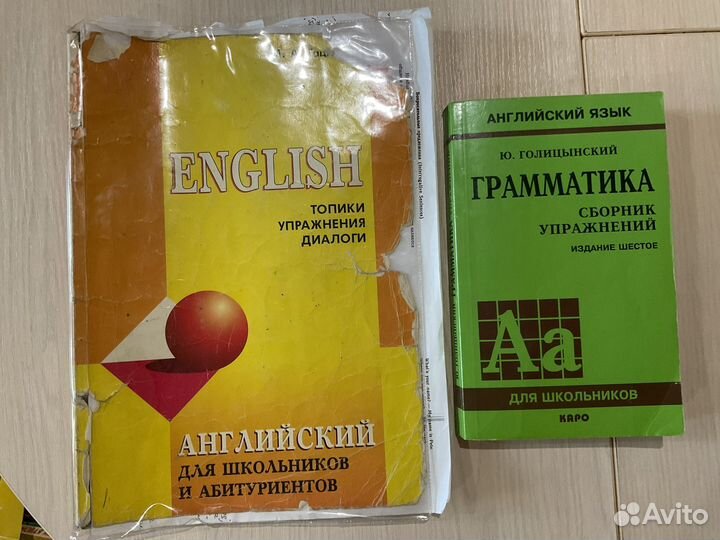 ENGLISH
ТОПИКИ
УПРАЖНЕНИЯ
ДИАЛОГИ
АНГЛИЙСКИЙ
ДЛЯ ШКОЛЬНИКОВ
И АБИТУРИЕНТОВ
АНГЛИЙСКИЙ ЯЗЫК
Ю. ГОЛИЦЫНСКИЙ
ГРАММАТИКА
СБОРНИК
УПРАЖНЕНИЙ
ИЗДАНИЕ ШЕСТОЕ
Aa
ДЛЯ ШКОЛЬНИКОВ
КАРО
Avito